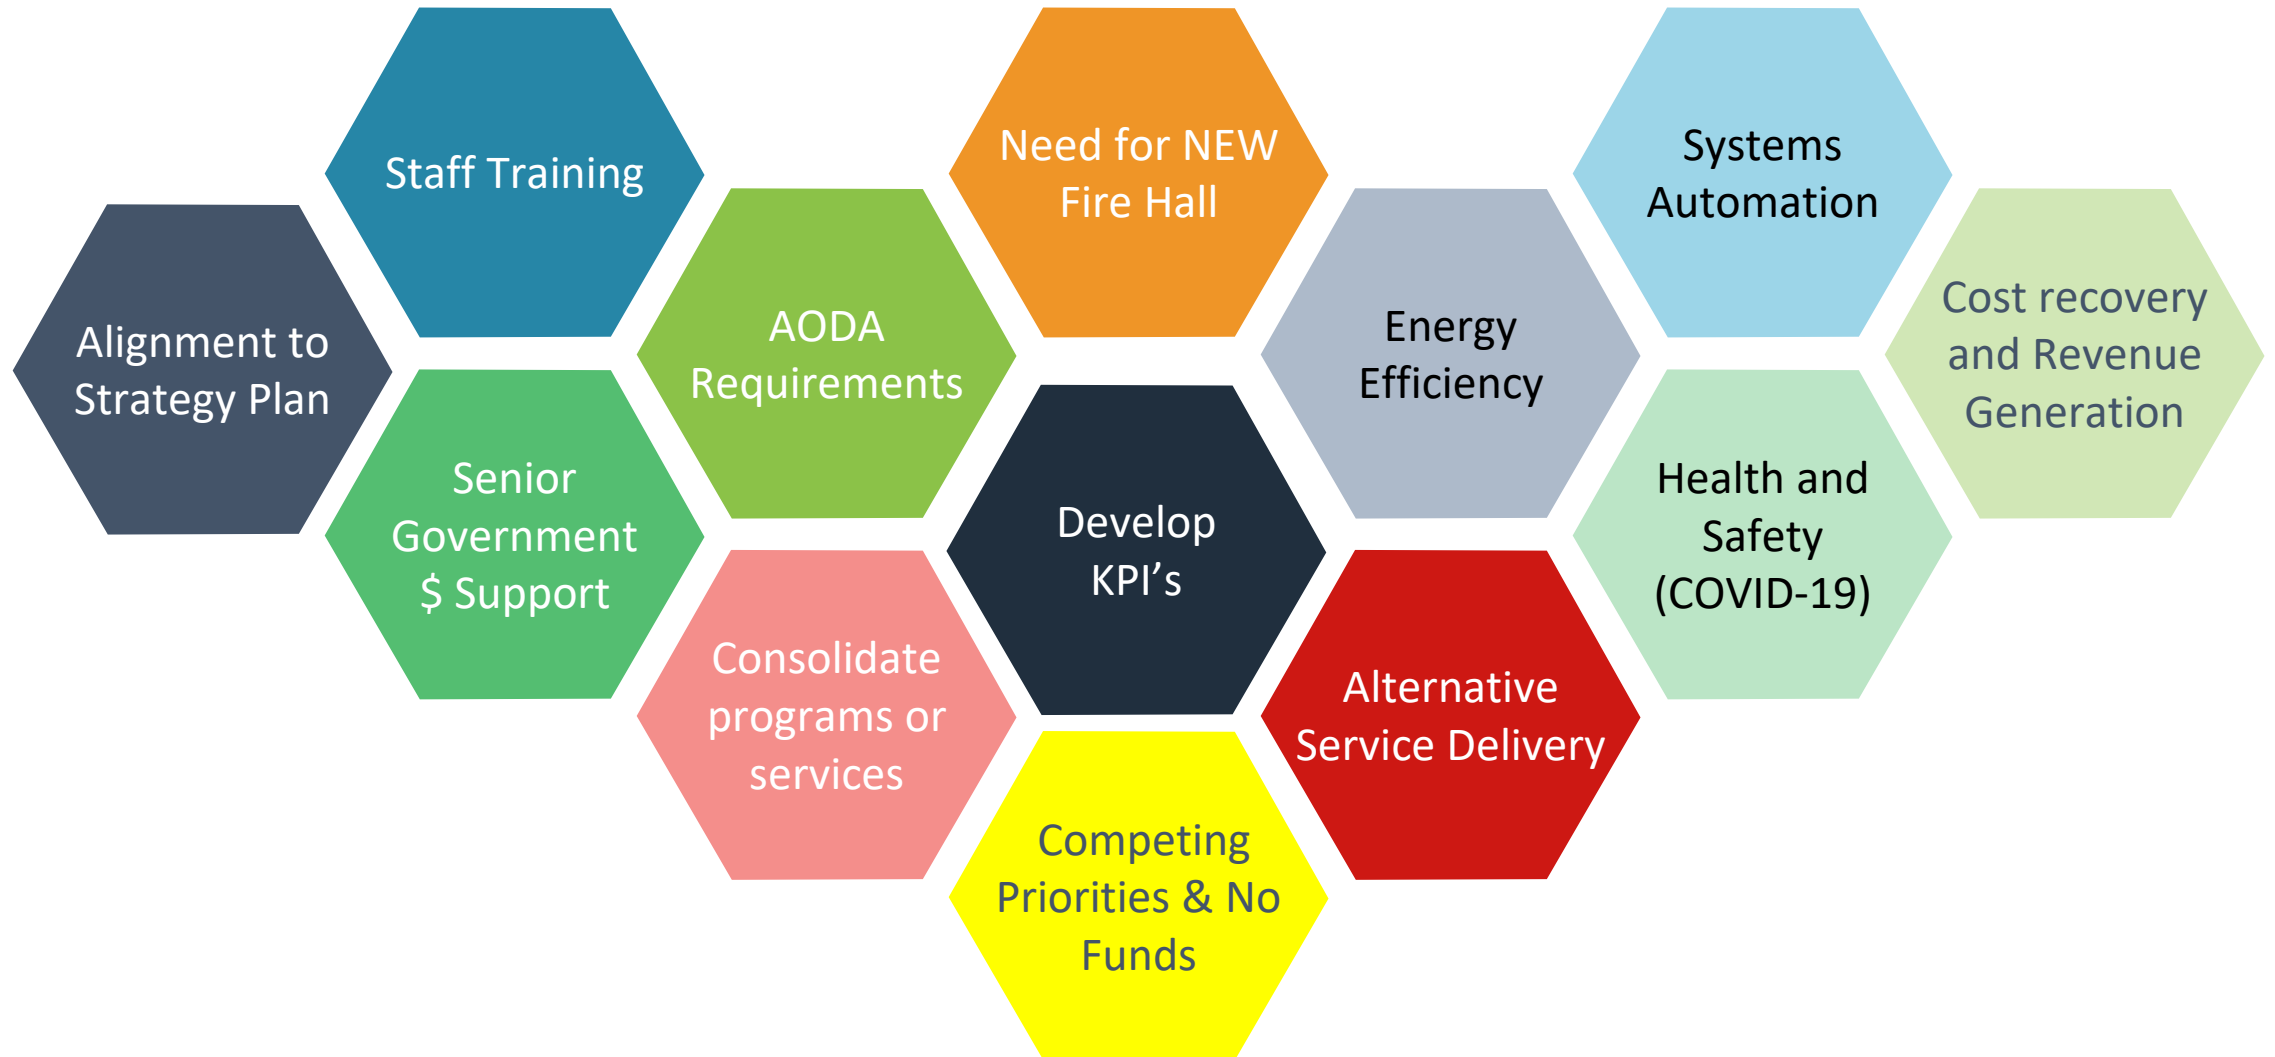 Staff Training
Need for NEW
Fire Hall
Systems
Automation
Alignment to
Strategy Plan
AODA
Requirements
Energy
Efficiency
Cost recovery
and Revenue
Generation
Senior
Government
$ Support
Develop
KPI’s
Health and
Safety
(COVID-19)
Consolidate
programs or
services
Alternative
Service Delivery
Competing
Priorities & No
Funds